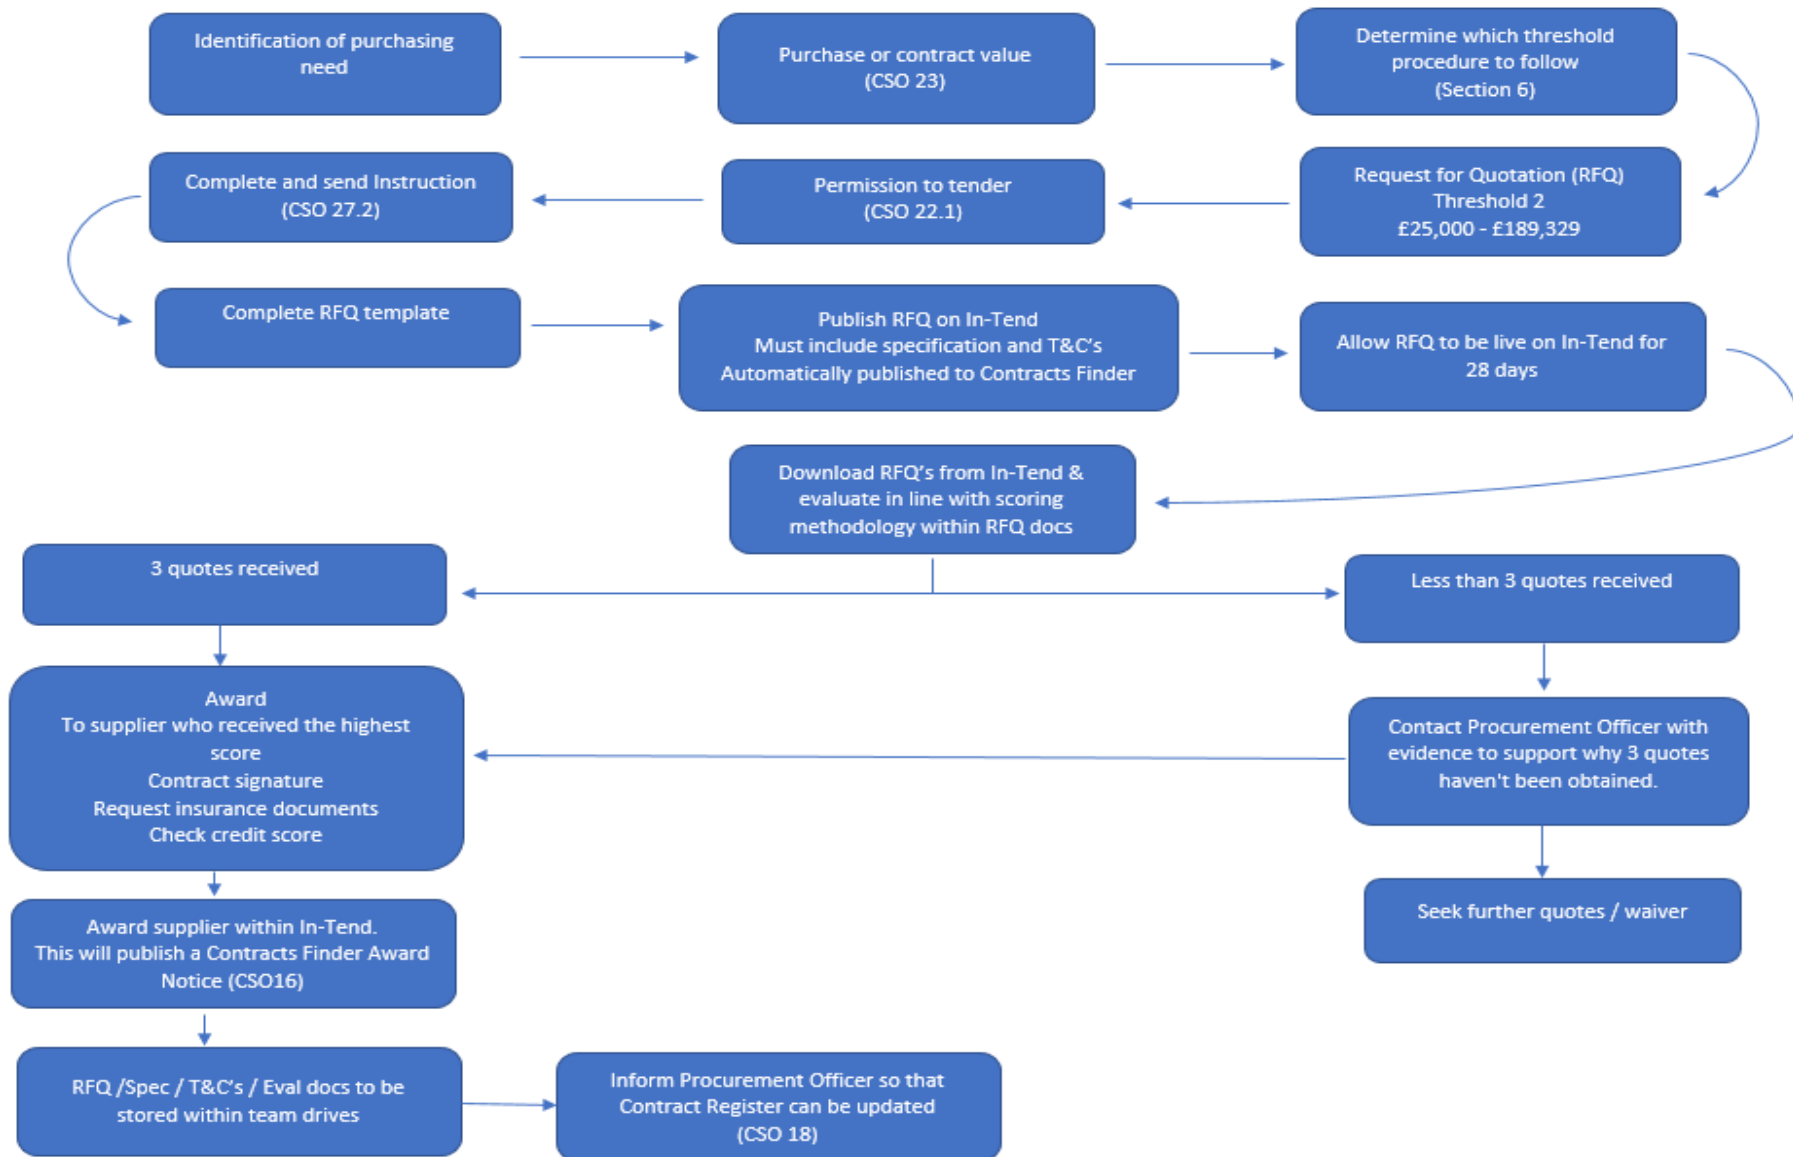 Identification of purchasing
need
Purchase or contract value
(CSO 23)
Determine which threshold
procedure to follow
(Section 6)
Request for Quotation (RFQ)
Threshold 2
£25,000 - £189,329
Permission to tender
(CSO 22.1)
Complete and send Instruction
(CSO 27.2)
Complete RFQ template
Publish RFQ on In-Tend
Must include specification and T&C's
Automatically published to Contracts Finder
Allow RFQ to be live on In-Tend for
28 days
Download RFQ's from In-Tend &
evaluate in line with scoring
methodology within RFQ docs
3 quotes received
Less than 3 quotes received
Award
To supplier who received the highest
score
Contract signature
Request insurance documents
Check credit score
Contact Procurement Officer with
evidence to support why 3 quotes
haven't been obtained.
Seek further quotes / waiver
Award supplier within In-Tend.
This will publish a Contracts Finder Award
Notice (CSO16)
RFQ /Spec / T&C's / Eval docs to be
stored within team drives
Inform Procurement Officer so that
Contract Register can be updated
(CSO 18)